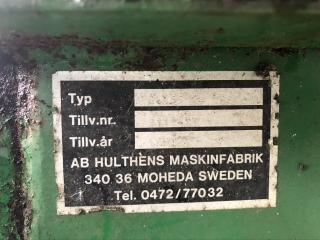 Typ
Tillv.nr.
Tillv.år
AB HULTHÉNS MASKINFABRIK
340 36 MOHEDA SWEDEN
Tel. 0472/77032